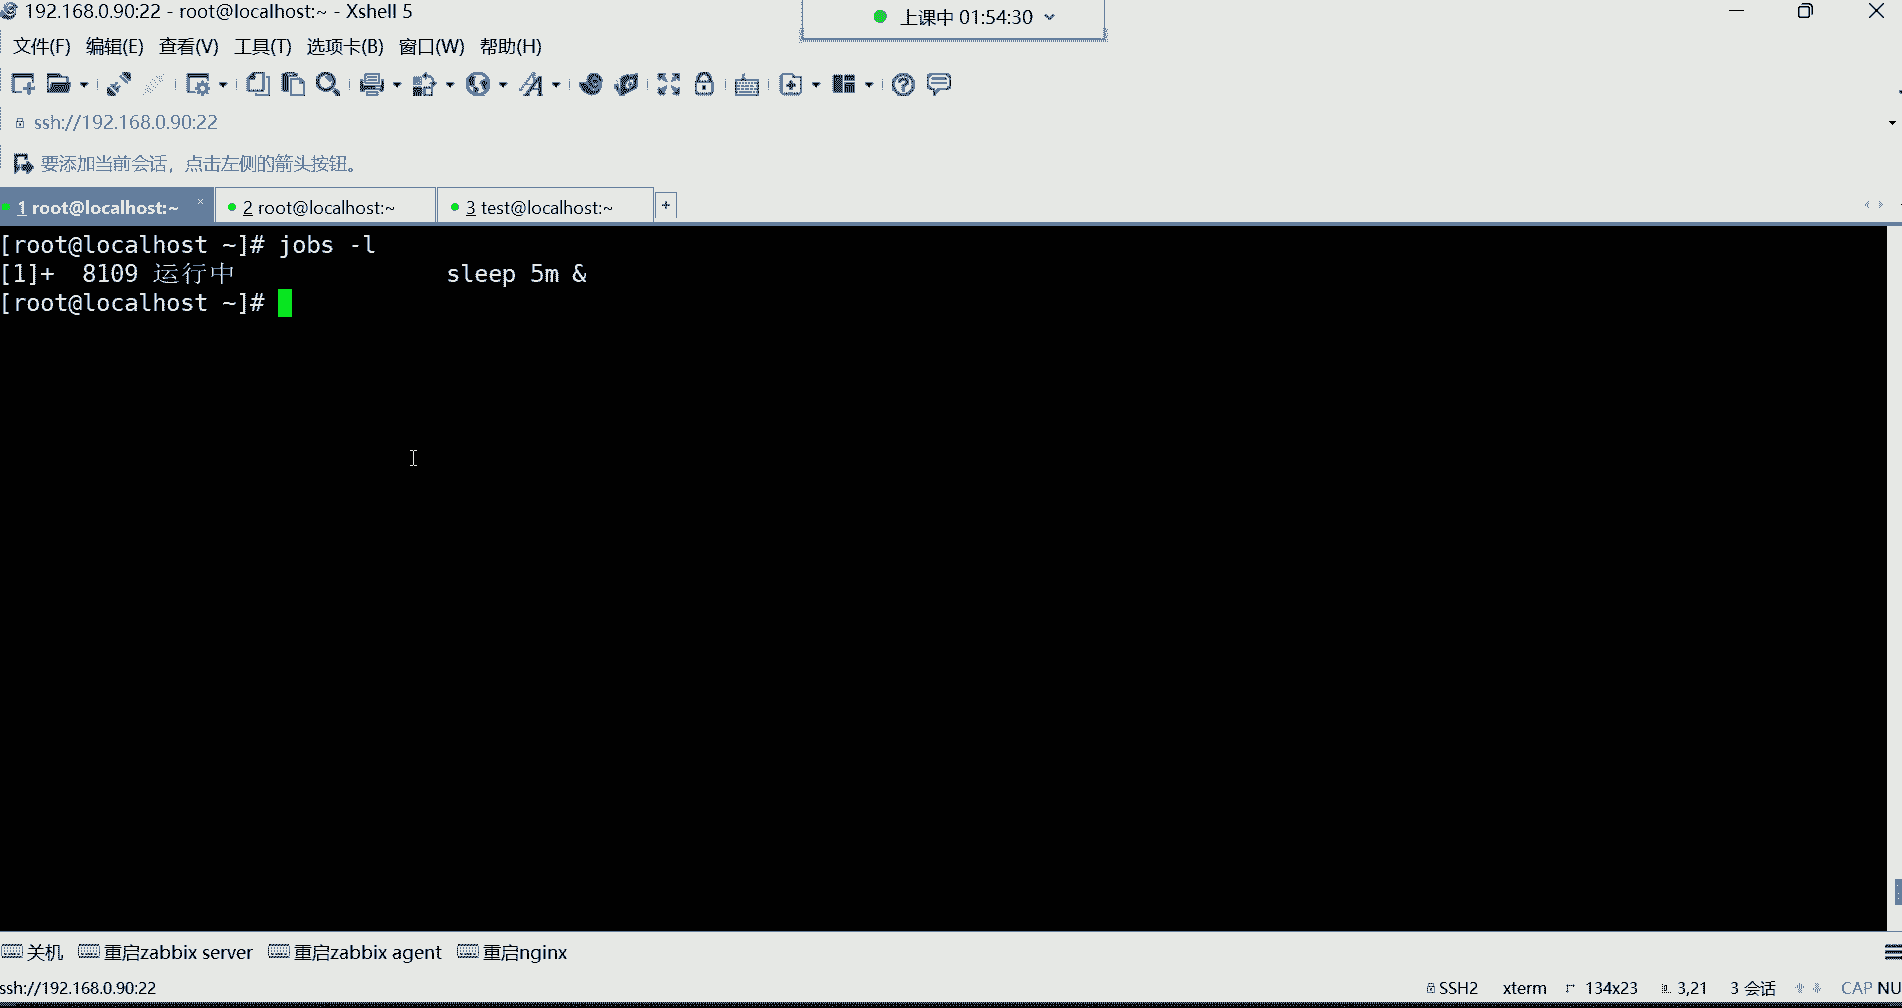 192.168.0.90:22 - root@localhost:~ - Xshell 5
上课中 01:54:30
文件(F) 编辑(E) 查看(V) 工具(T) 选项卡(B) 窗口(W) 帮助(H)
ssh://192.168.0.90:22
要添加当前会话，点击左侧的箭头按钮。
1 root@localhost:~ 2 root@localhost:~ 3 test@localhost:~
[root@localhost ~]# jobs -l
[1]+  8109 运行中               sleep 5m &
[root@localhost ~]#
关机 重启zabbix server 重启zabbix agent 重启nginx
ssh://192.168.0.90:22 SSH2 xterm 134x23 3,21 3 会话 CAP NU